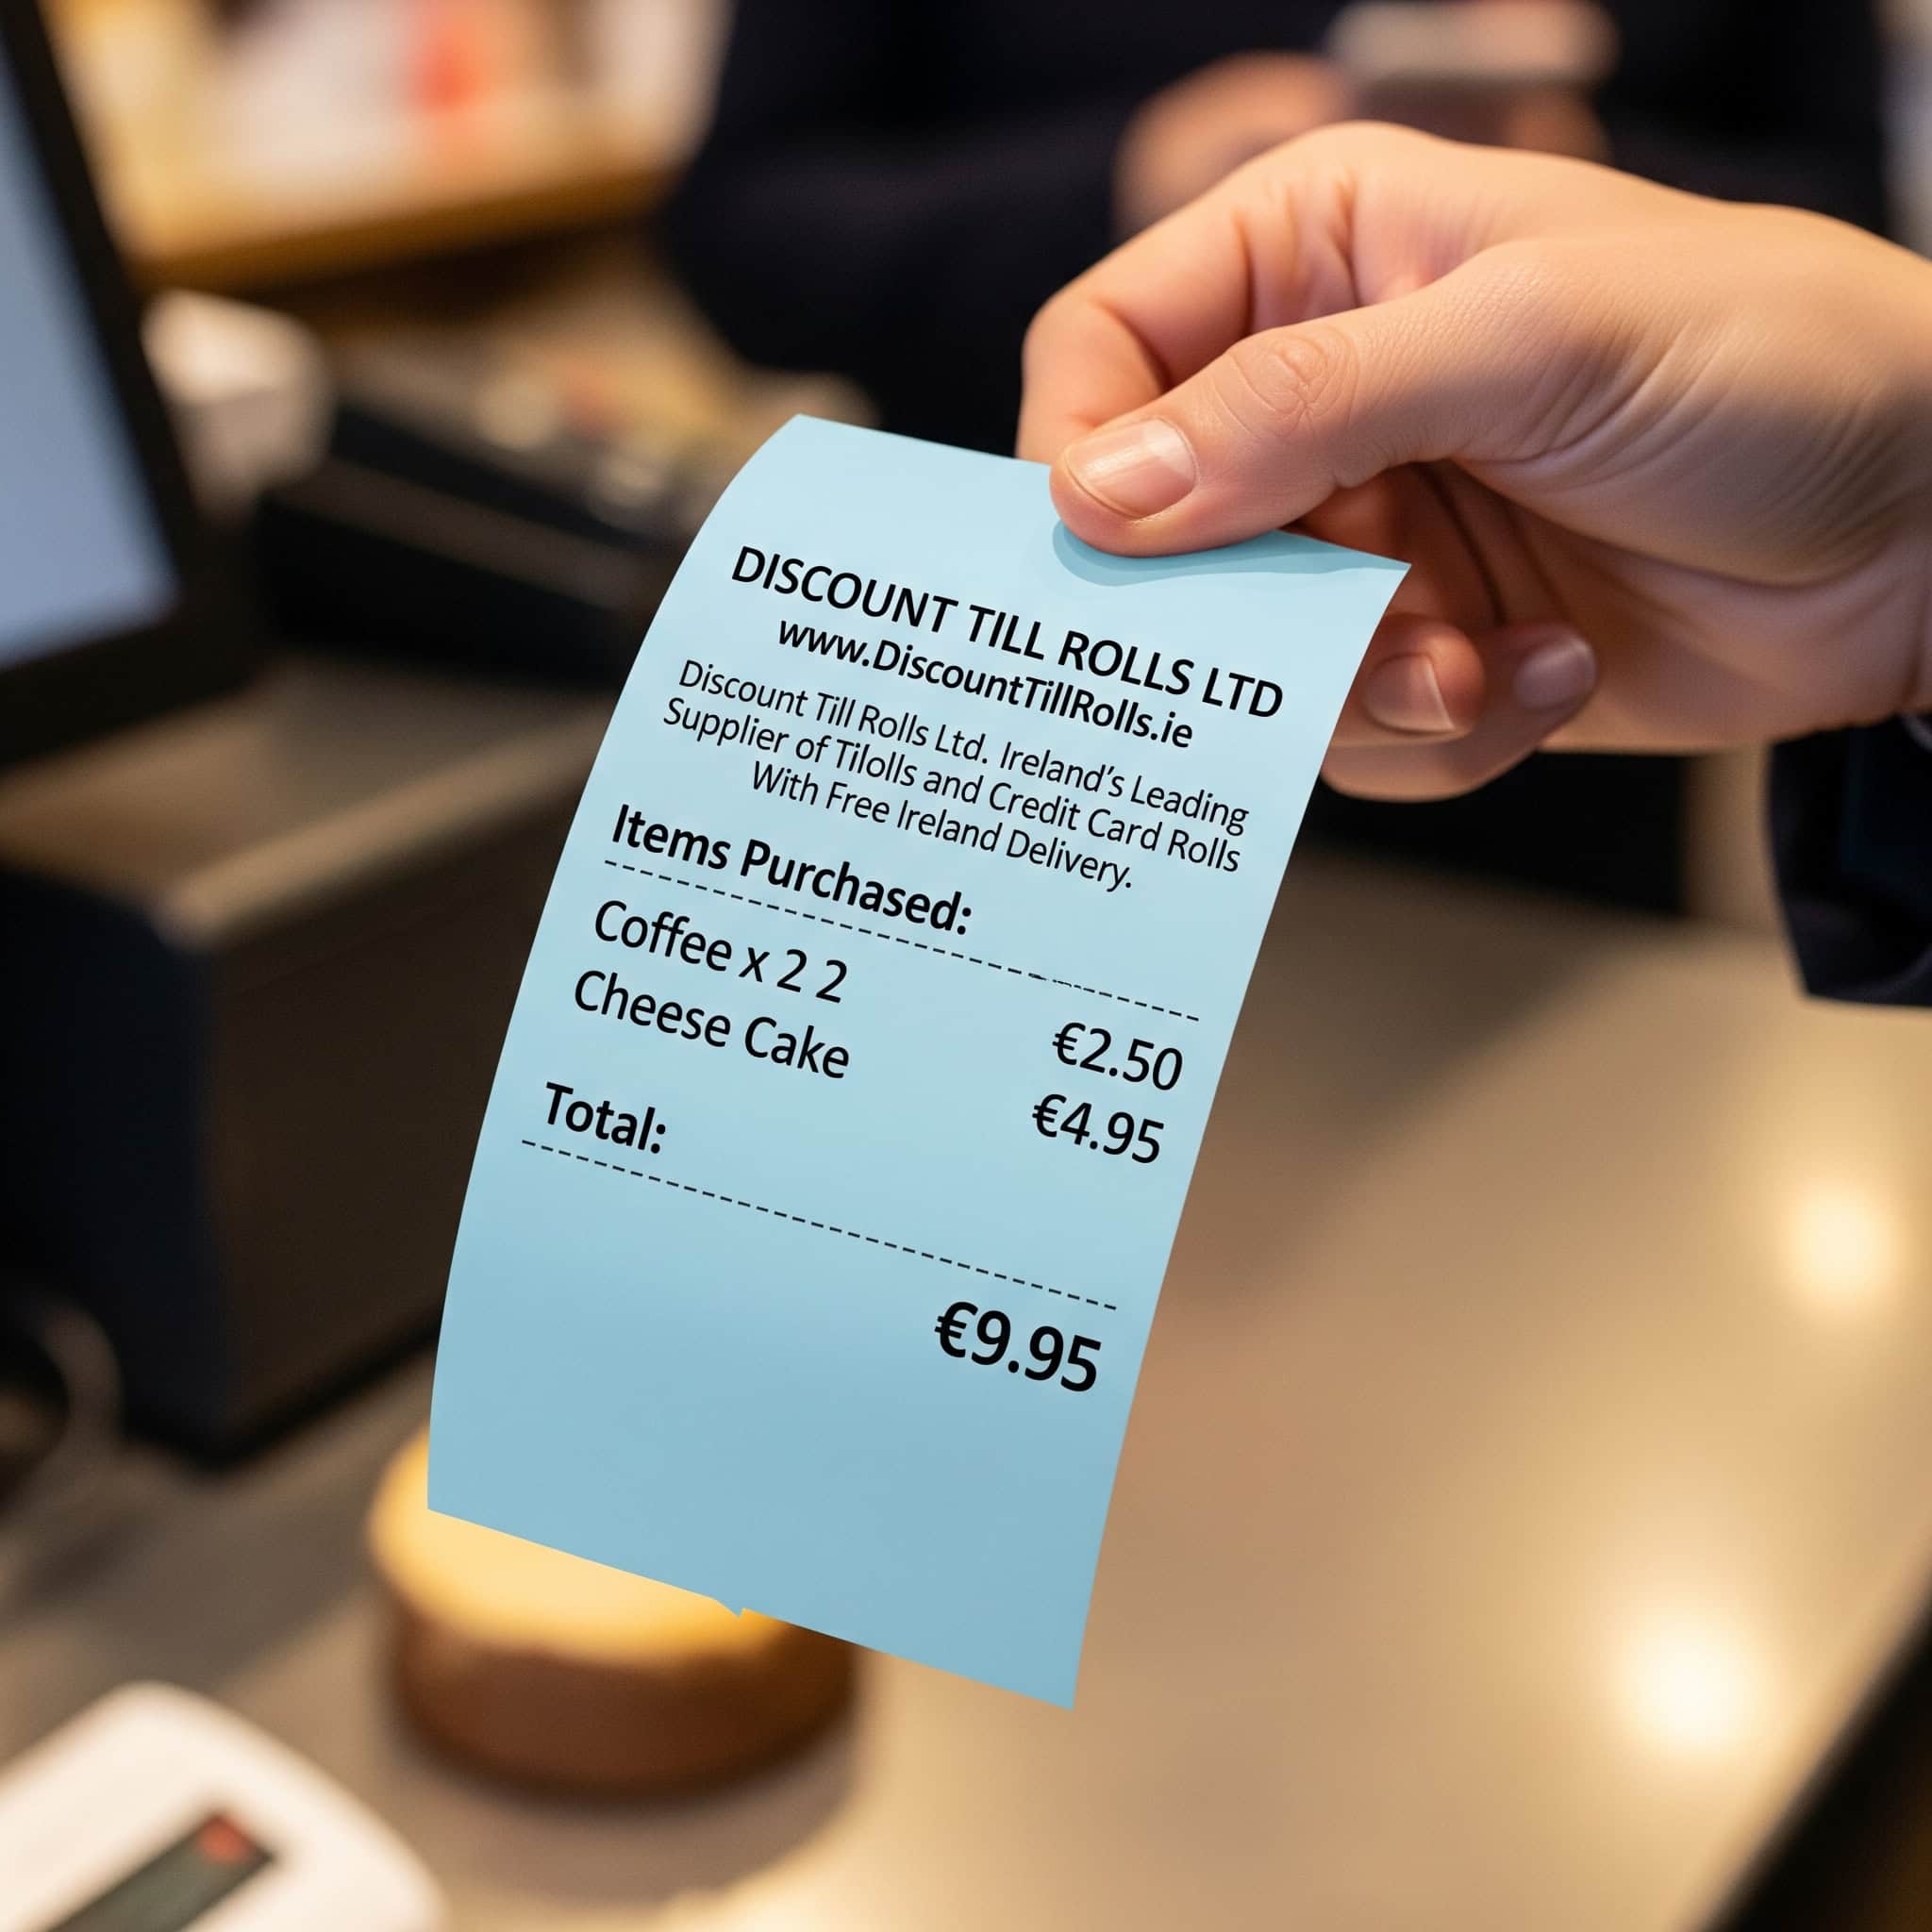 DISCOUNT TILL ROLLS LTD
www.DiscountTillRolls.ie
Discount Till Rolls Ltd. Ireland's Leading
Supplier of Tilolls and Credit Card Rolls
With Free Ireland Delivery.
Items Purchased:
Coffee x 2 2 €2.50
Cheese Cake €4.95
Total:
€9.95